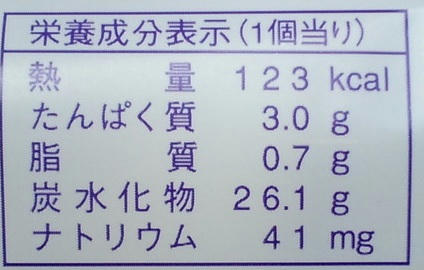 栄養成分表示(1個当り)
熱量 123 kcal
たんぱく質 3.0 g
脂質 0.7 g
炭水化物 26.1 g
ナトリウム 41 mg